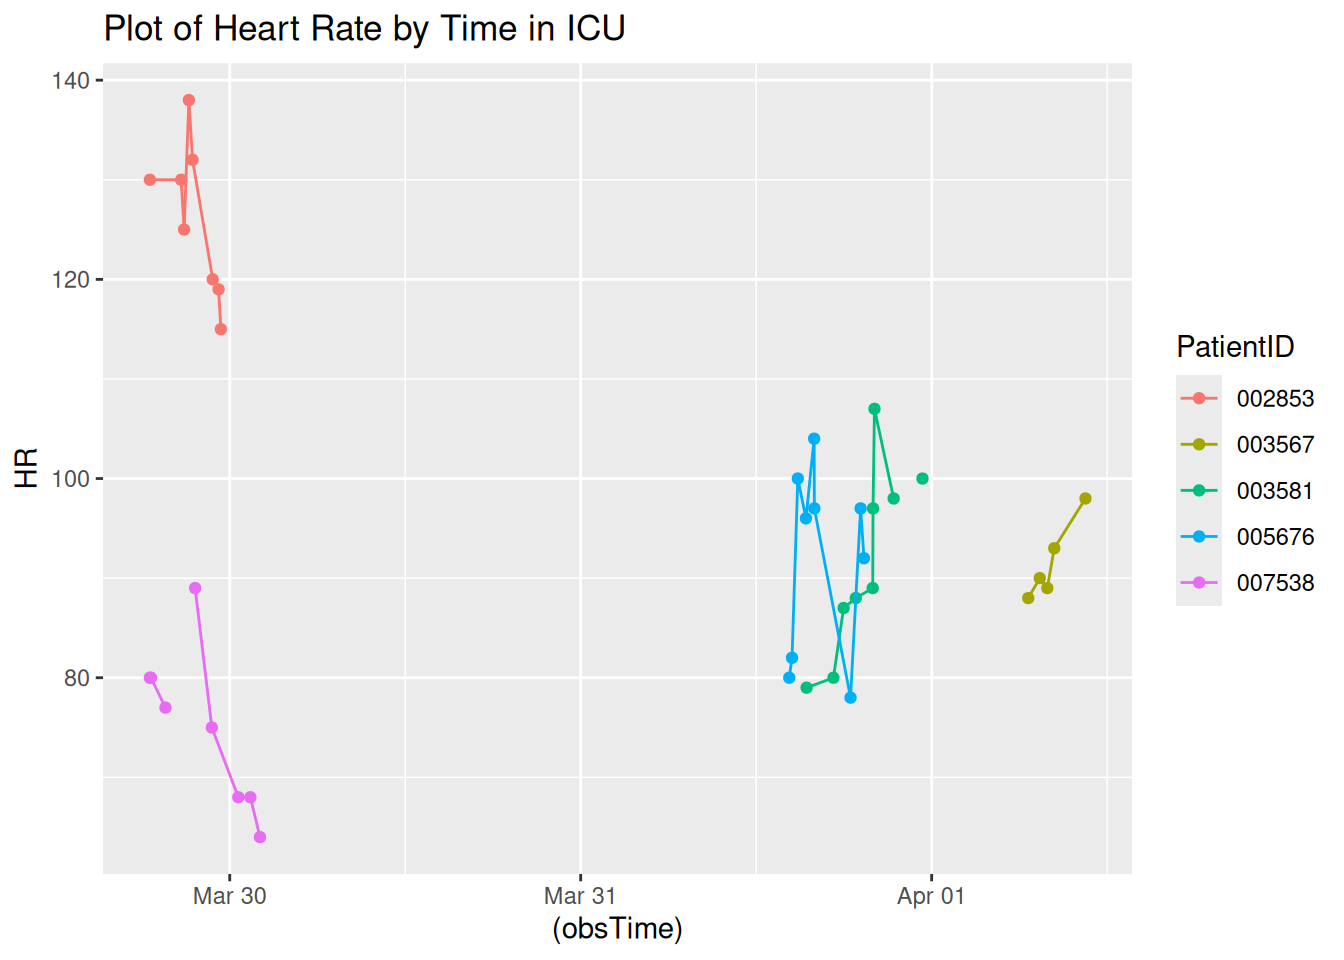 Plot of Heart Rate by Time in ICU
140
120
100
80
HR
Mar 30
Mar 31
Apr 01
(obsTime)
PatientID
002853
003567
003581
005676
007538